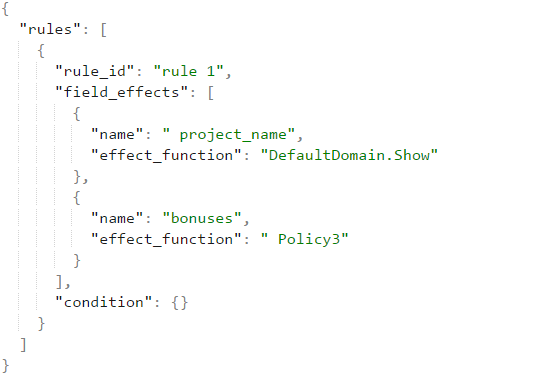 {
  "rules": [
    {
      "rule_id": "rule 1",
      "field_effects": [
        {
          "name": " project_name",
          "effect_function": "DefaultDomain.Show"
        },
        {
          "name": "bonuses",
          "effect_function": " Policy3"
        }
      ],
      "condition": {}
    }
  ]
}